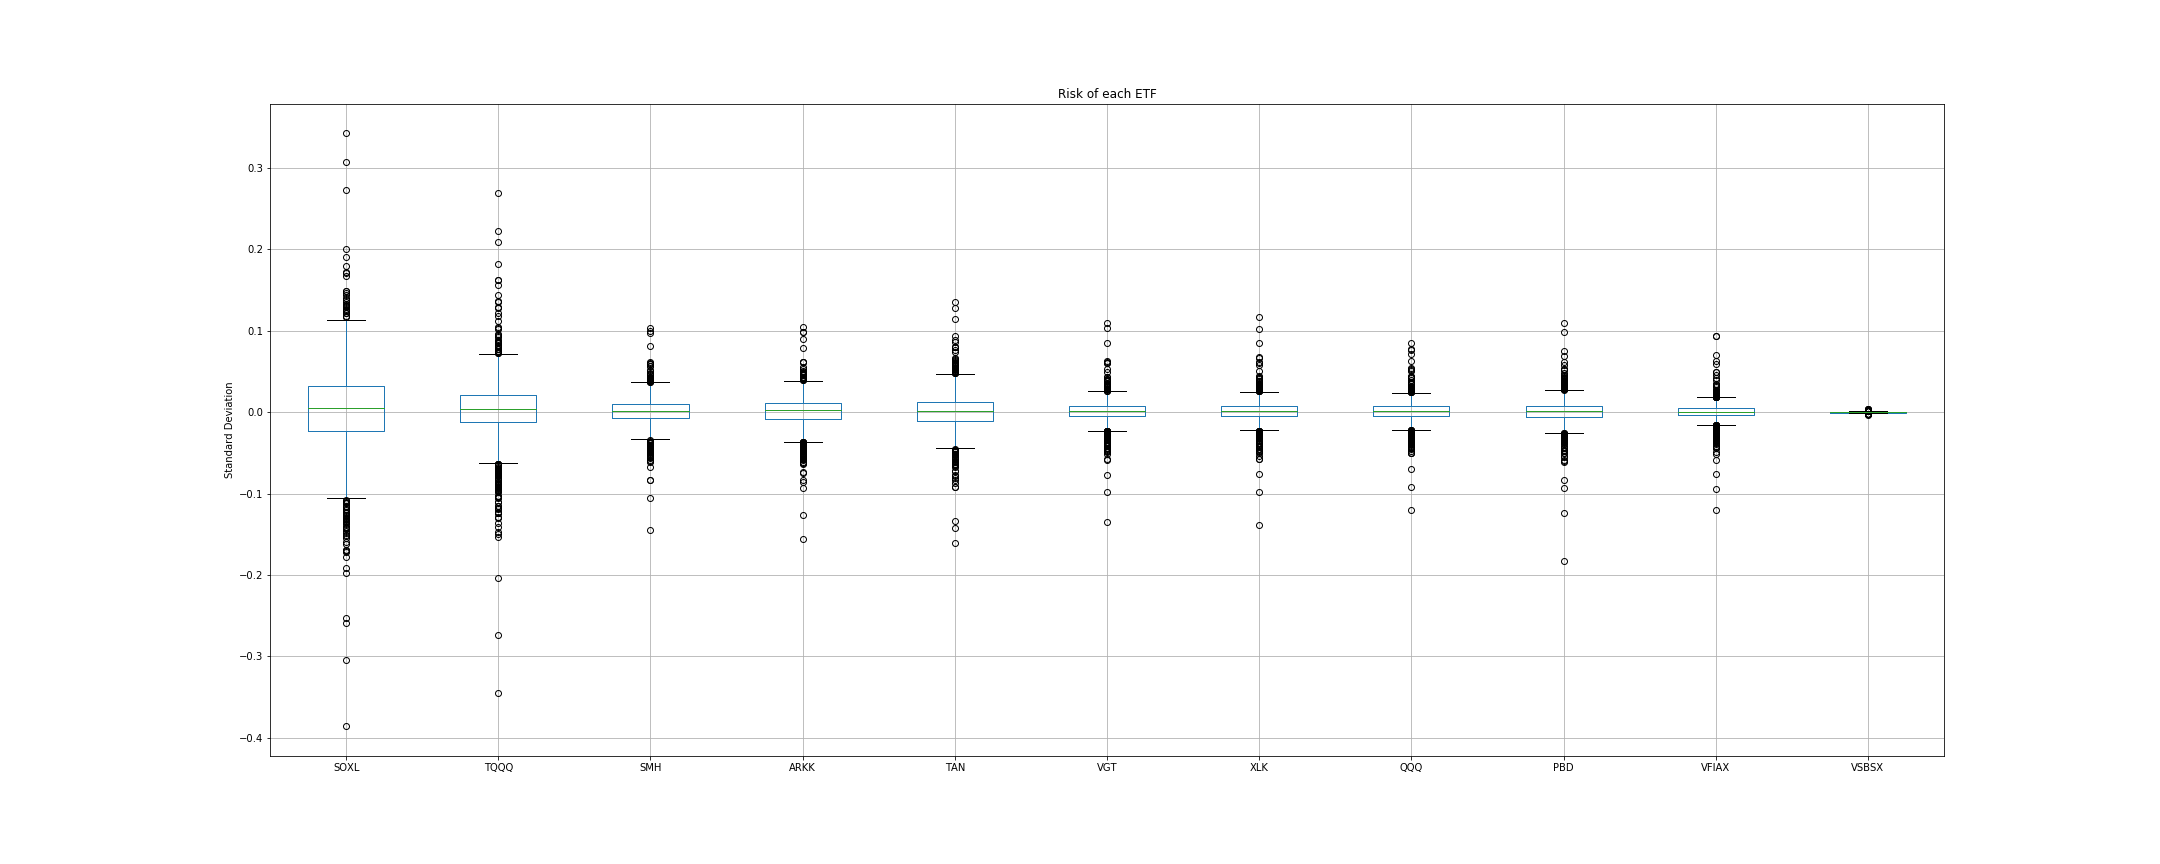 Risk of each ETF
Standard Deviation
0.3
0.2
0.1
0.0
−0.1
−0.2
−0.3
−0.4
SOXL TQQQ SMH ARKK TAN VGT XLK QQQ PBD VFIAX VSBSX